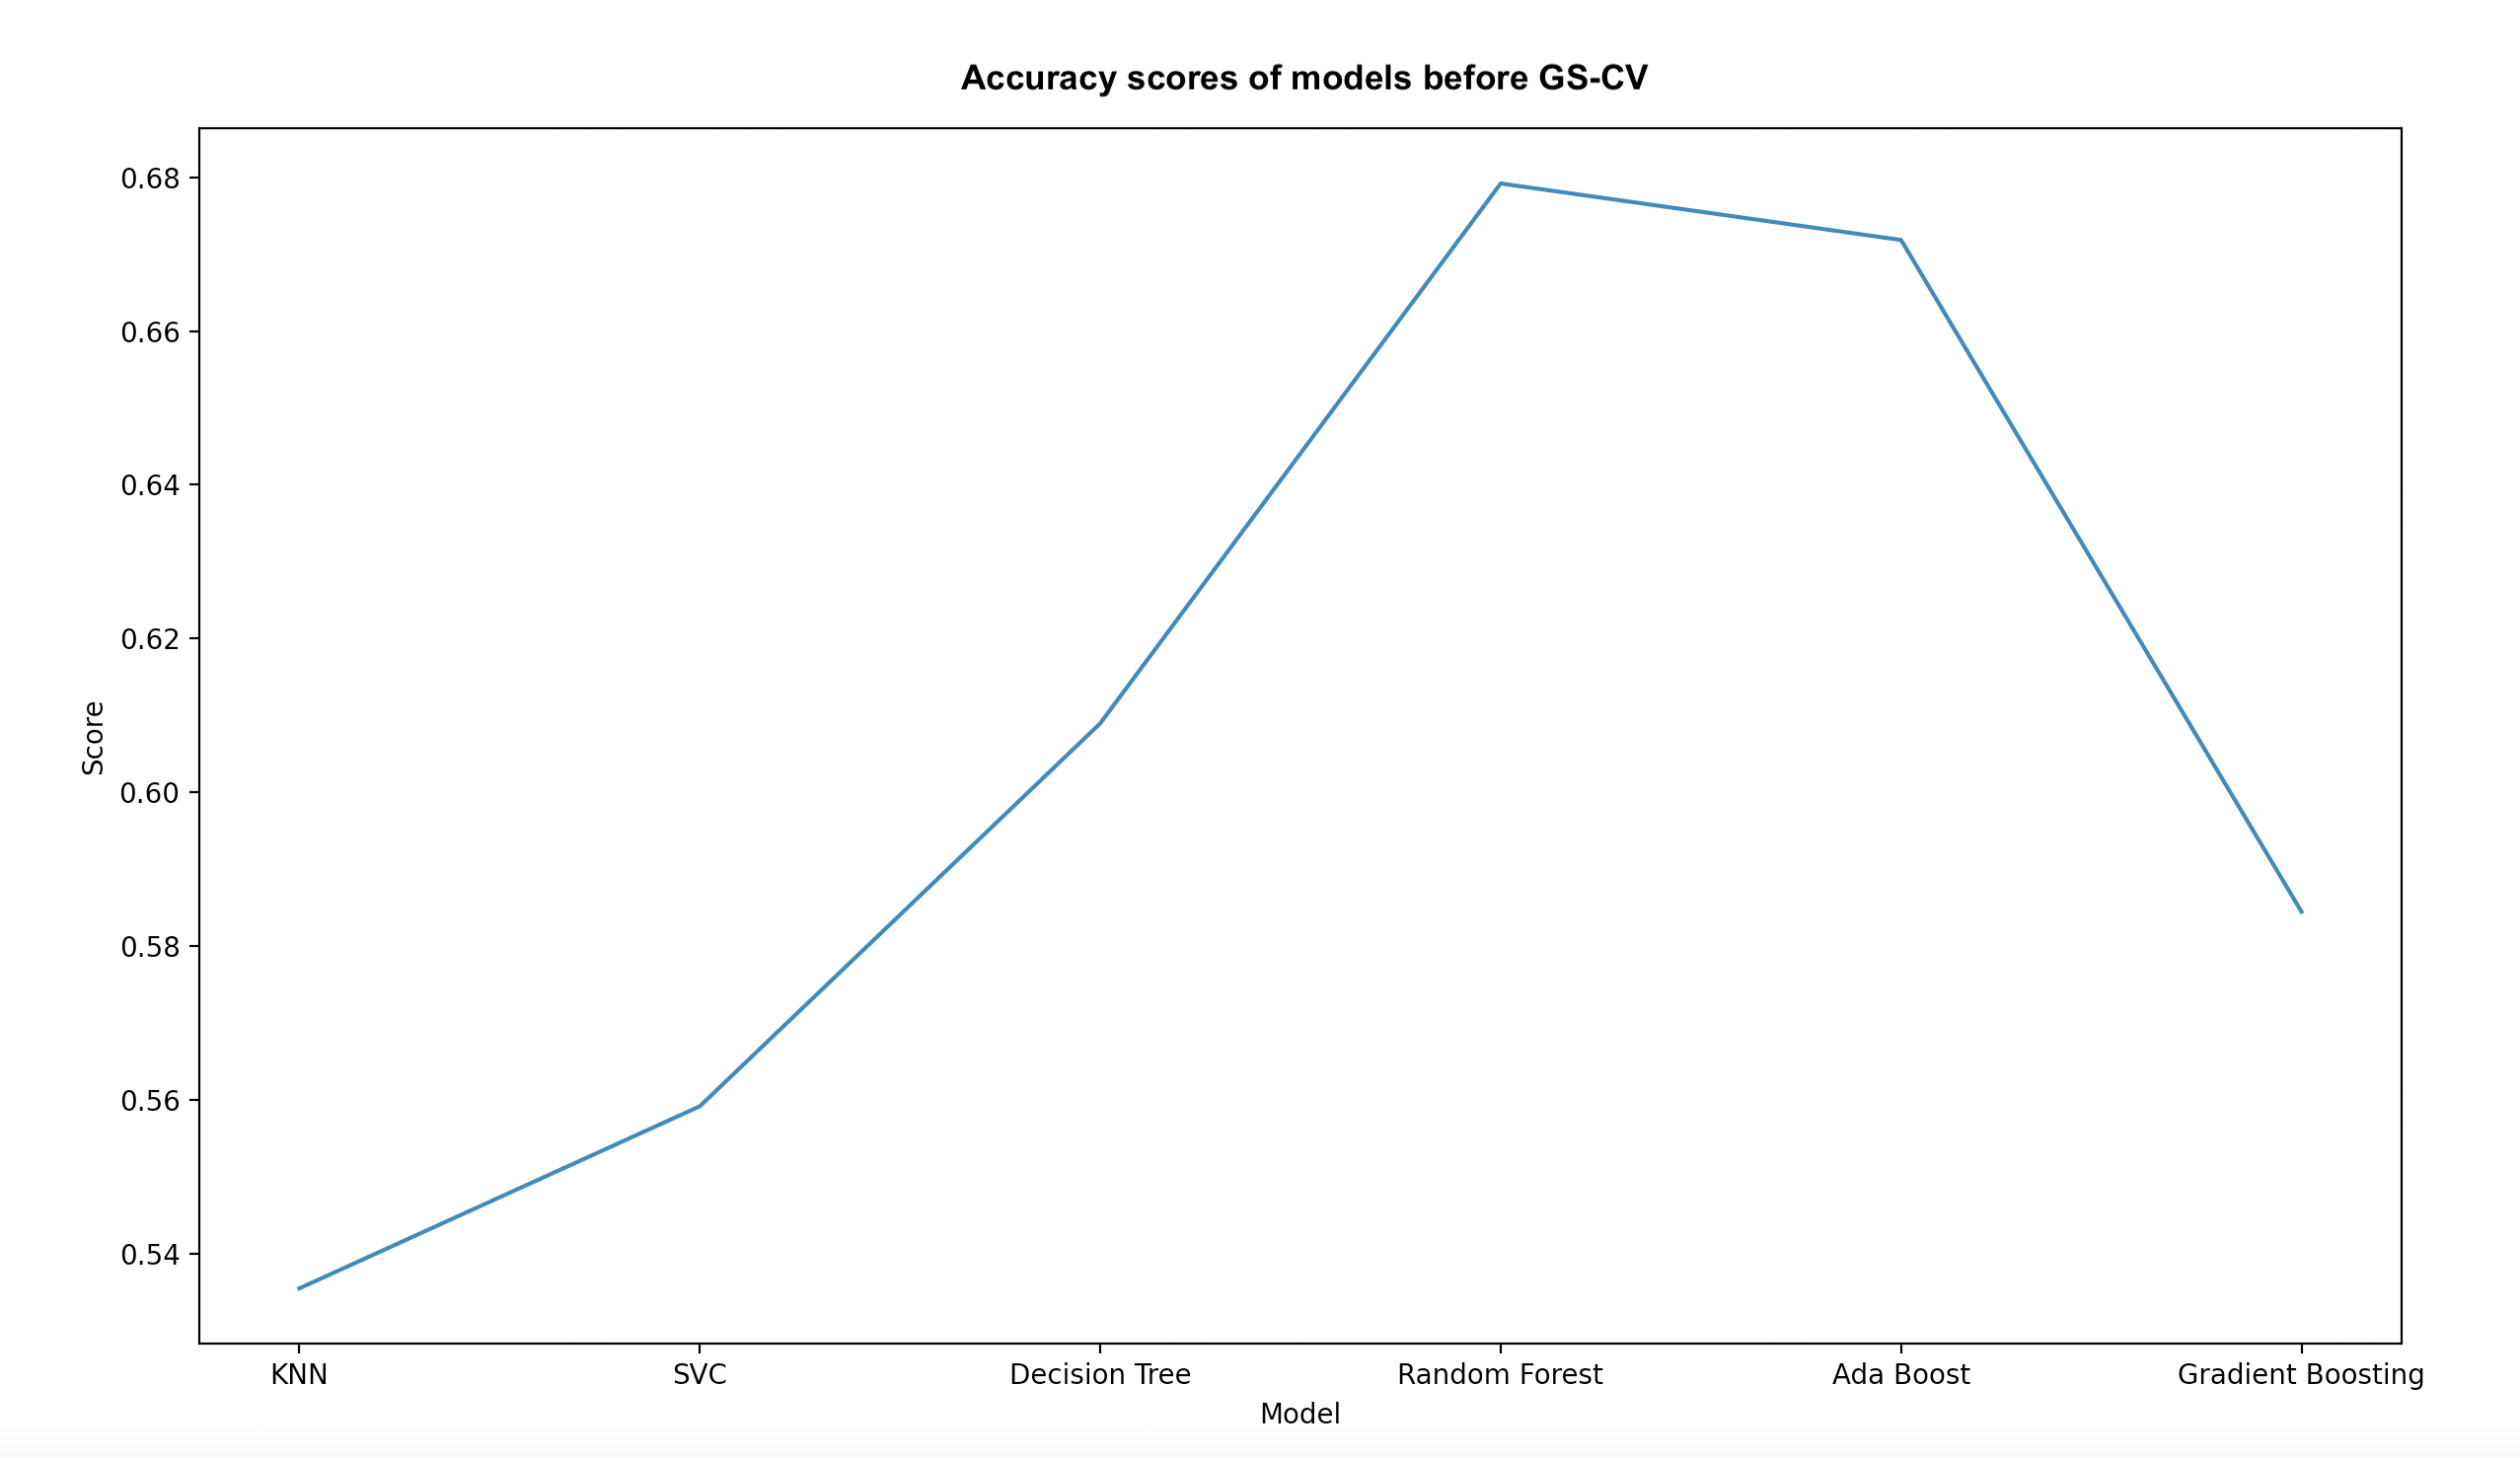 Accuracy scores of models before GS-CV
0.68
0.66
0.64
0.62
0.60
0.58
0.56
0.54
Score
KNN SVC Decision Tree Random Forest Ada Boost Gradient Boosting
Model